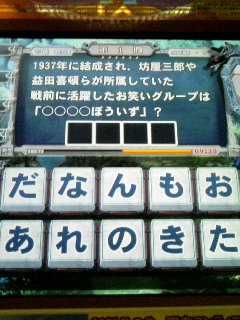 第1問
1937年に結成され、坊屋三郎や
益田喜頓らが所属していた
戦前に活躍したお笑いグループは
「○○○○ぼういず」?
だなんもお
あれのきた